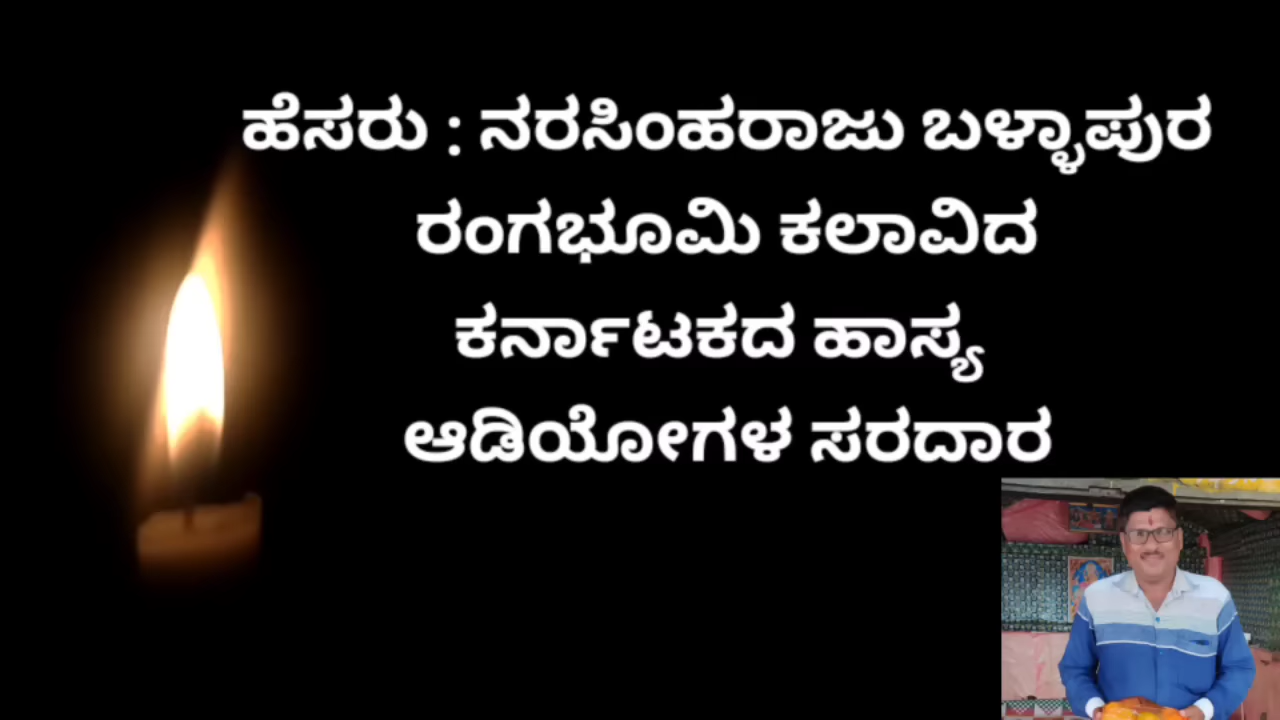 ಹೆಸರು : ನರಸಿಂಹರಾಜು ಬಳ್ಳಾಪುರ
ರಂಗಭೂಮಿ ಕಲಾವಿದ
ಕರ್ನಾಟಕದ ಹಾಸ್ಯ
ಆಡಿಯೋಗಳ ಸರದಾರ